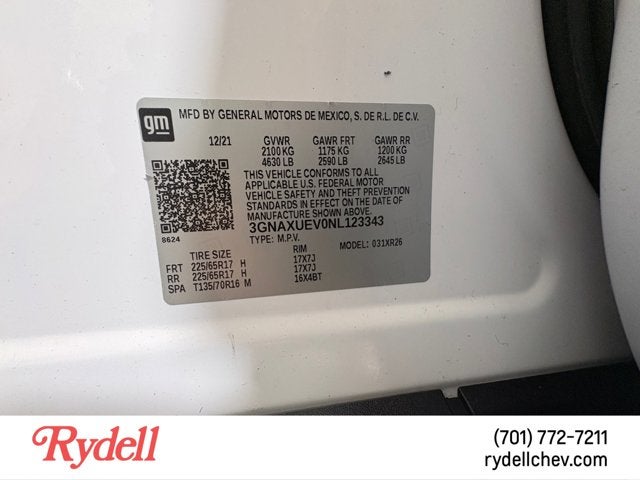 gm
MFD BY GENERAL MOTORS DE MEXICO, S. DE R.L. DE C.V.
12/21 GVWR GAWR FRT GAWR RR
2100 KG 1175 KG 1200 KG
4630 LB 2590 LB 2645 LB
THIS VEHICLE CONFORMS TO ALL
APPLICABLE U.S. FEDERAL MOTOR
VEHICLE SAFETY AND THEFT PREVENTION
STANDARDS IN EFFECT ON THE DATE OF
MANUFACTURE SHOWN ABOVE.
3GNAXUEV0NL123343
8624
TYPE: M.P.V. MODEL: 031XR26
TIRE SIZE RIM
FRT 225/65R17 H 17X7J
RR 225/65R17 H 17X7J
SPA T135/70R16 M 16X4BT
Rydell
(701) 772-7211
rydellchev.com